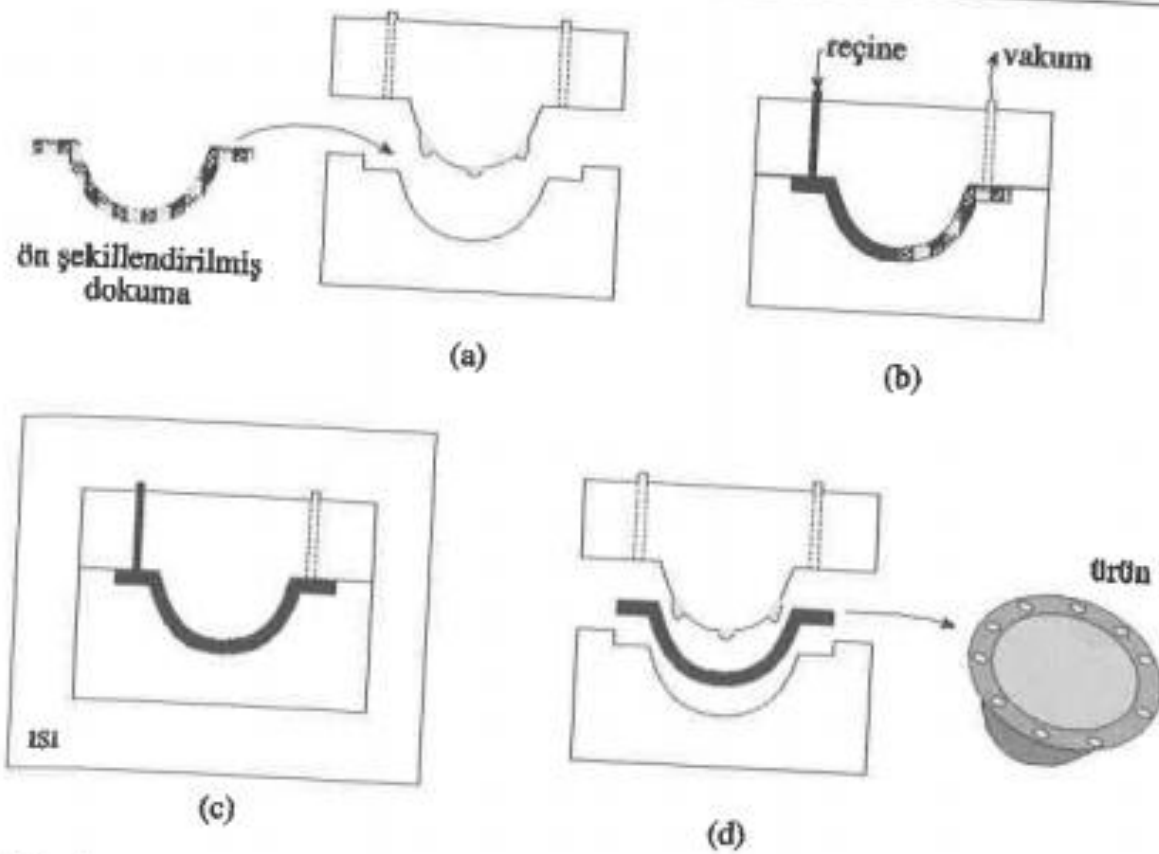 reçine
vakum
ön şekillendirilmiş
dokuma
(a)
(b)
ürün
ısı
(c)
(d)